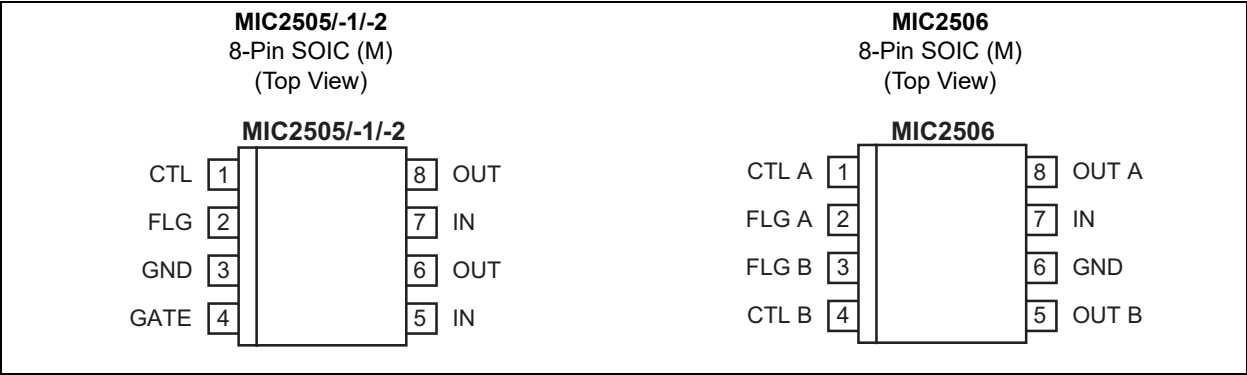 MIC2505/-1/-2
8-Pin SOIC (M)
(Top View)
MIC2505/-1/-2
CTL 1 8 OUT
FLG 2 7 IN
GND 3 6 OUT
GATE 4 5 IN
MIC2506
8-Pin SOIC (M)
(Top View)
MIC2506
CTL A 1 8 OUT A
FLG A 2 7 IN
FLG B 3 6 GND
CTL B 4 5 OUT B